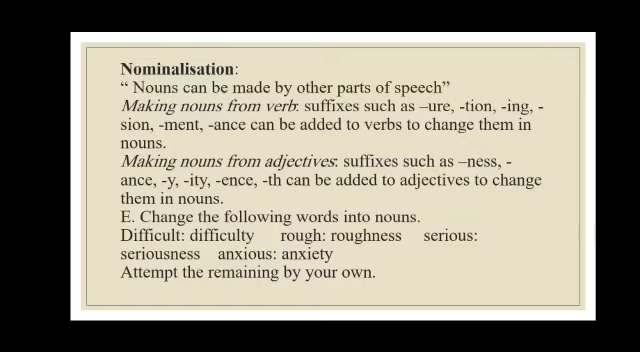 Nominalisation:
“ Nouns can be made by other parts of speech”
Making nouns from verb: suffixes such as –ure, -tion, -ing, -
sion, -ment, -ance can be added to verbs to change them in
nouns.
Making nouns from adjectives: suffixes such as –ness, -
ance, -y, -ity, -ence, -th can be added to adjectives to change
them in nouns.
E. Change the following words into nouns.
Difficult: difficulty rough: roughness serious:
seriousness anxious: anxiety
Attempt the remaining by your own.